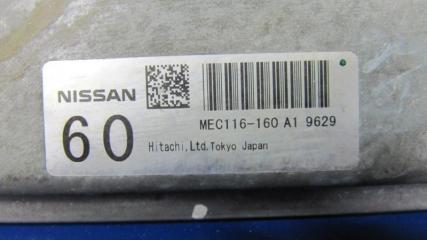 NISSAN
60
MEC116-160 A1 9629
Hitachi,Ltd.Tokyo Japan